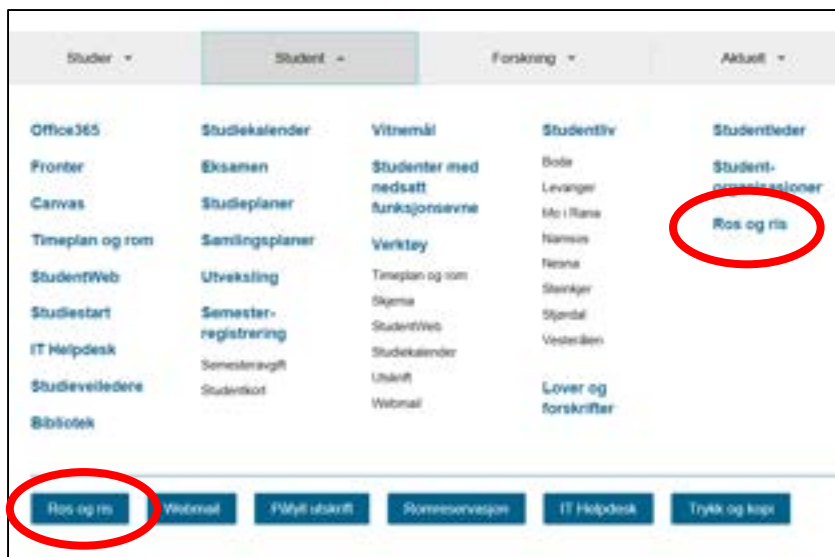 Studier
Student
Forskning
Aktuelt
Office365
Fronter
Canvas
Timeplan og rom
StudentWeb
Studiestart
IT Helpdesk
Studieveiledere
Bibliotek
Studiekalender
Eksamen
Studieplaner
Samlingsplaner
Utveksling
Semester-
registrering
Semesteravgift
Studentkort
Vitnemål
Studenter med
nedsatt
funksjonsevne
Verktøy
Timeplan og rom
Skjema
StudentWeb
Studiekalender
Utskrift
Webmail
Studentliv
Bodø
Levanger
Mo i Rana
Namsos
Nesna
Steinkjer
Stjørdal
Vesterålen
Lover og
forskrifter
Studentleder
Student-
organisasjoner
Ros og ris
Ros og ris
Webmail
Påfyll utskrift
Romreservasjon
IT Helpdesk
Trykk og kopi